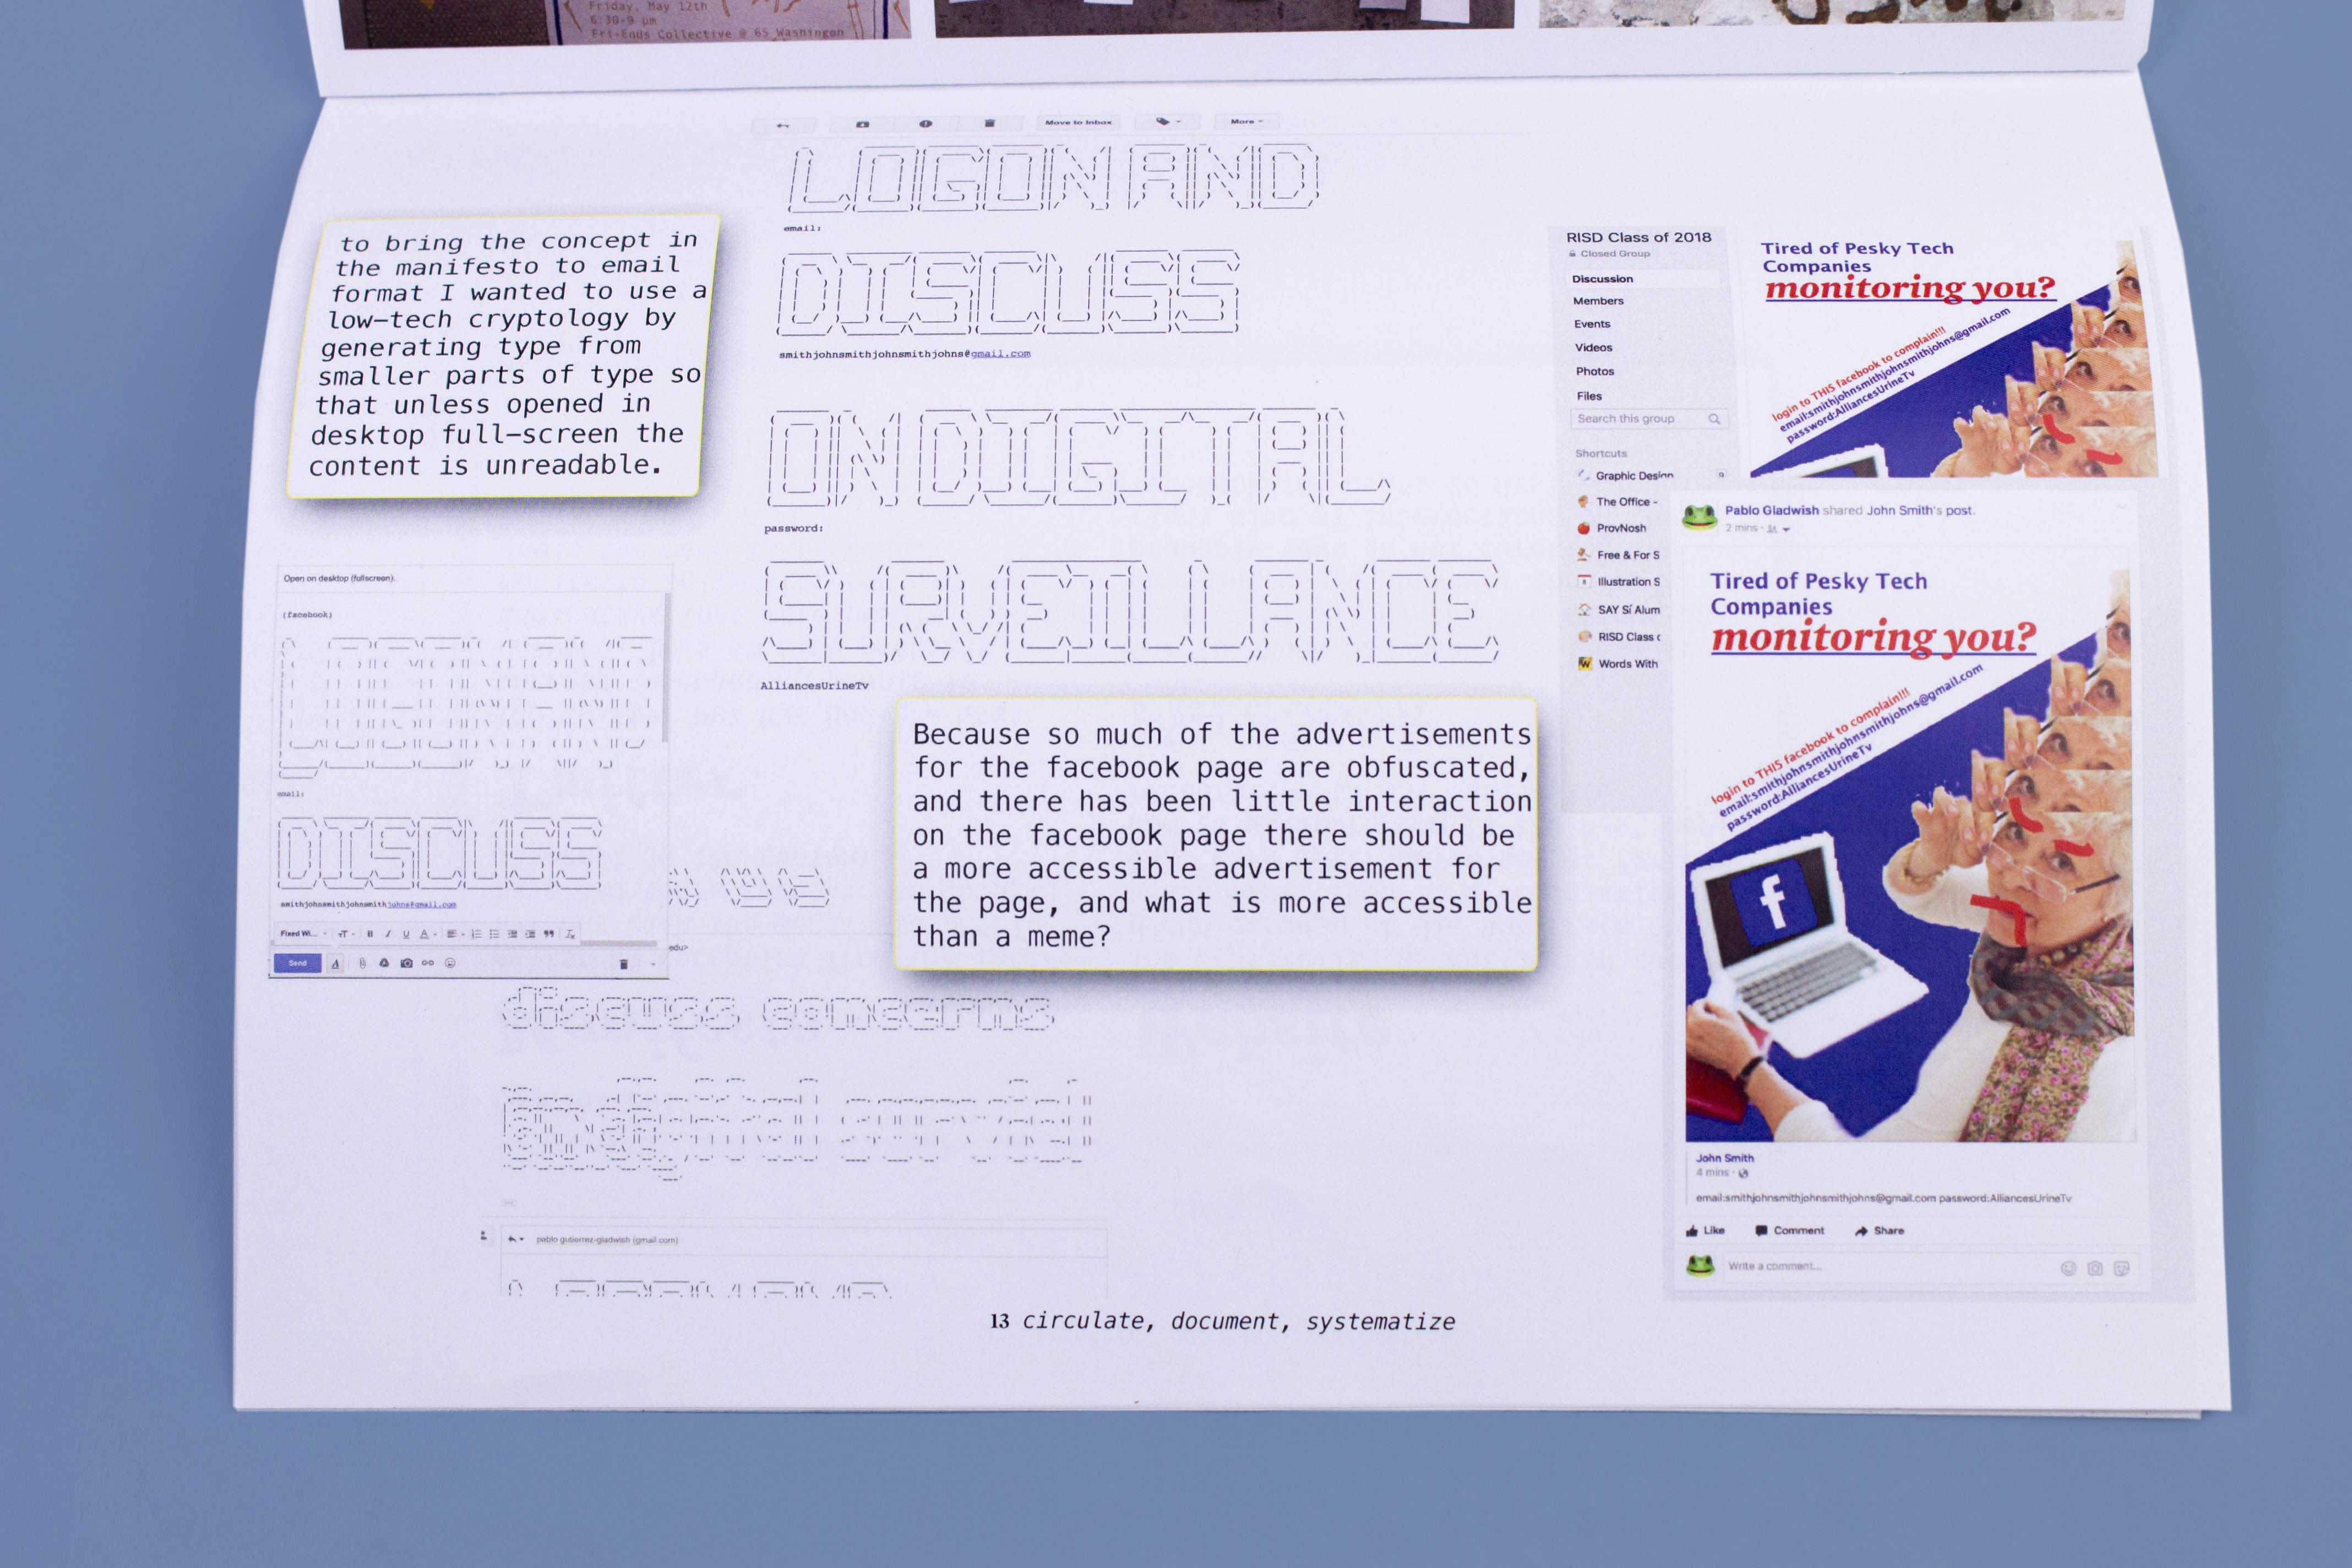 Friday, May 12th
6:30-9 pm
Fri-Ends Collective @ 65 Washingon
Move to Inbox
More
LOGON AND
email:
DISCUSS
smithjohnsmithjohnsmithjohns@gmail.com
ON DIGITAL
password:
SURVEILLANCE
AlliancesUrineTv
to bring the concept in
the manifesto to email
format I wanted to use a
low-tech cryptology by
generating type from
smaller parts of type so
that unless opened in
desktop full-screen the
content is unreadable.
Open on desktop (fullscreen).
(facebook)
LOGON AND
email:
DISCUSS
smithjohnsmithjohnsmithjohns@gmail.com
Fixed Wi...
Send
edu>
discuss concerns
pablo gutierrez-gladwish (gmail.com)
Because so much of the advertisements
for the facebook page are obfuscated,
and there has been little interaction
on the facebook page there should be
a more accessible advertisement for
the page, and what is more accessible
than a meme?
RISD Class of 2018
Closed Group
Discussion
Members
Events
Videos
Photos
Files
Search this group
Shortcuts
Graphic Design 9
The Office -
ProvNosh
Free & For S
Illustration S
SAY Sí Alum
RISD Class c
Words With
Tired of Pesky Tech
Companies
monitoring you?
login to THIS facebook to complain!!!
email:smithjohnsmithjohnsmithjohns@gmail.com
password:AlliancesUrineTv
Pablo Gladwish shared John Smith's post.
2 mins
Tired of Pesky Tech
Companies
monitoring you?
login to THIS facebook to complain!!!
email:smithjohnsmithjohnsmithjohns@gmail.com
password:AlliancesUrineTv
f
John Smith
4 mins
email:smithjohnsmithjohnsmithjohns@gmail.com password:AlliancesUrineTv
Like Comment Share
Write a comment...
13 circulate, document, systematize